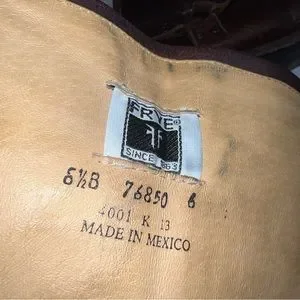 FRYE®
SINCE 1863
6½B 76850 6
4001 K 13
MADE IN MEXICO